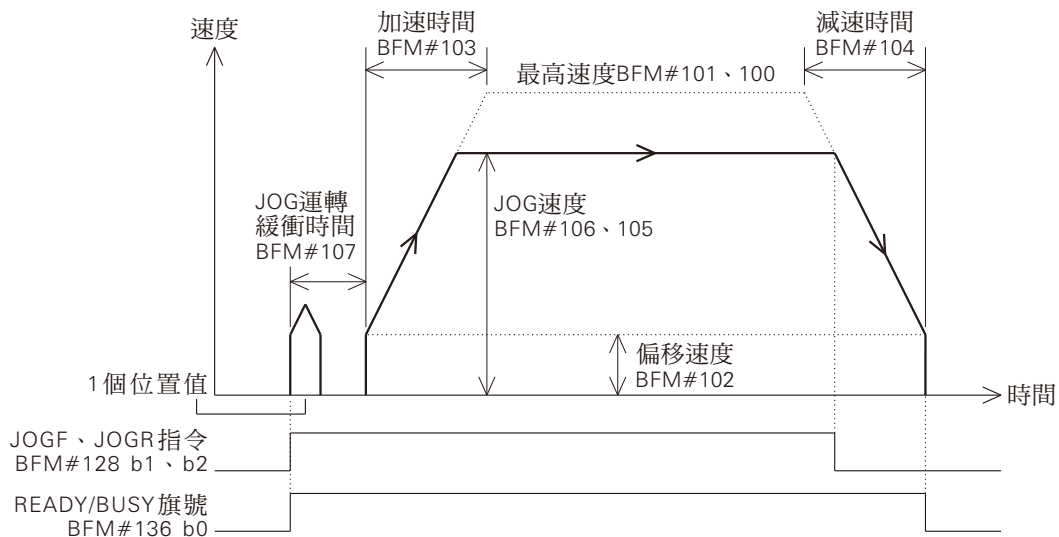 速度
加速時間
BFM#103
減速時間
BFM#104
最高速度BFM#101、100
JOG運轉
緩衝時間
BFM#107
JOG速度
BFM#106、105
偏移速度
BFM#102
1個位置值
時間
JOGF、JOGR指令
BFM#128 b1、b2
READY/BUSY旗號
BFM#136 b0